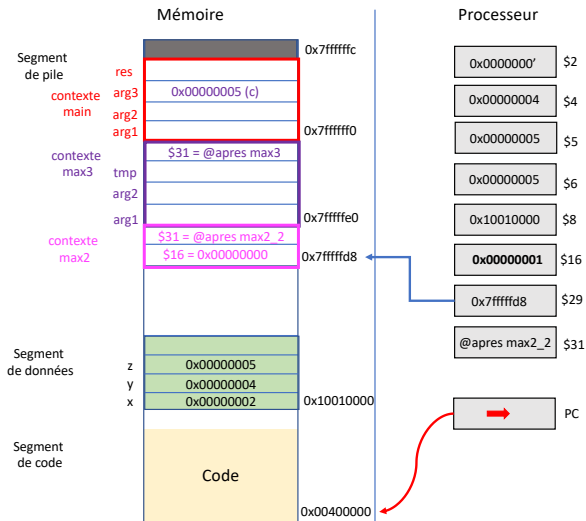 Mémoire
Processeur
0x7ffffffc
Segment
de pile
res
contexte
main
arg3
0x00000005 (c)
arg2
arg1
0x7ffffff0
contexte
max3
$31 = @apres max3
tmp
arg2
arg1
0x7fffffe0
contexte
max2
$31 = @apres max2_2
$16 = 0x00000000
0x7fffffd8
Segment
de données
z
0x00000005
y
0x00000004
x
0x00000002
0x10010000
Segment
de code
Code
0x00400000
0x0000000’
$2
0x00000004
$4
0x00000005
$5
0x00000005
$6
0x10010000
$8
0x00000001
$16
0x7fffffd8
$29
@apres max2_2
$31
PC